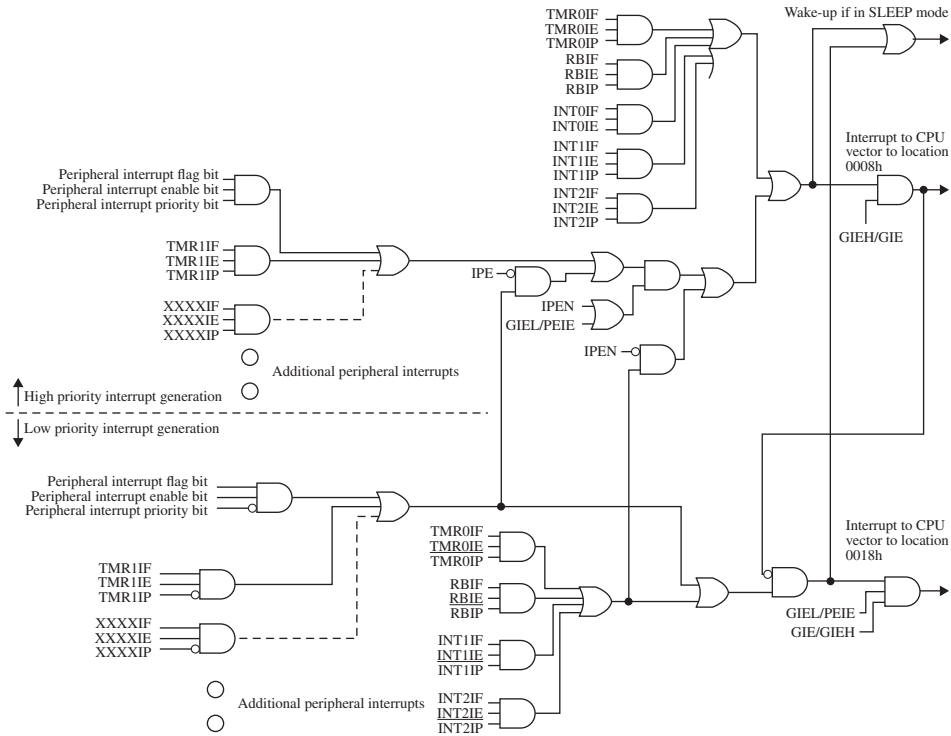 TMR0IF
TMR0IE
TMR0IP
RBIF
RBIE
RBIP
INT0IF
INT0IE
INT1IF
INT1IE
INT1IP
INT2IF
INT2IE
INT2IP
Wake-up if in SLEEP mode
Interrupt to CPU
vector to location
0008h
GIEH/GIE
Peripheral interrupt flag bit
Peripheral interrupt enable bit
Peripheral interrupt priority bit
TMR1IF
TMR1IE
TMR1IP
XXXXIF
XXXXIE
XXXXIP
Additional peripheral interrupts
IPE
IPEN
GIEL/PEIE
IPEN
High priority interrupt generation
Low priority interrupt generation
Peripheral interrupt flag bit
Peripheral interrupt enable bit
Peripheral interrupt priority bit
TMR1IF
TMR1IE
TMR1IP
XXXXIF
XXXXIE
XXXXIP
Additional peripheral interrupts
TMR0IF
TMR0IE
TMR0IP
RBIF
RBIE
RBIP
INT1IF
INT1IE
INT1IP
INT2IF
INT2IE
INT2IP
Interrupt to CPU
vector to location
0018h
GIEL/PEIE
GIE/GIEH